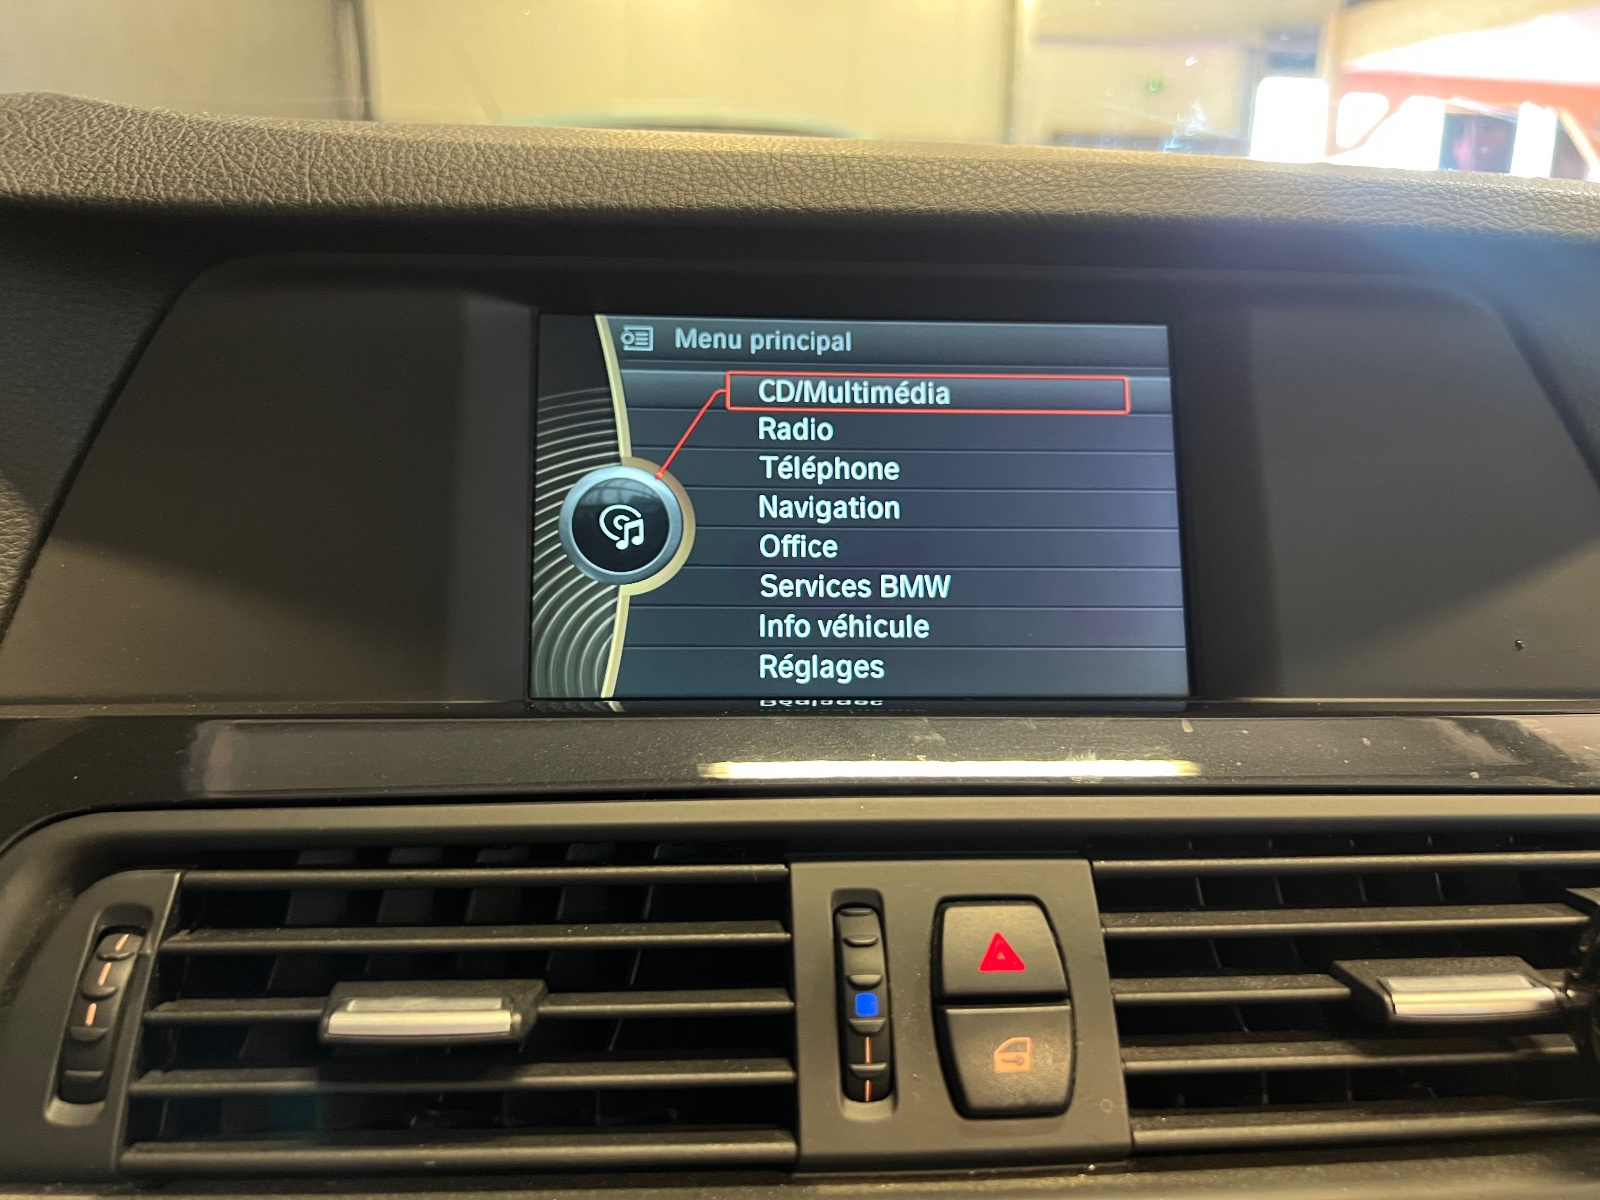 Menu principal
CD/Multimédia
Radio
Téléphone
Navigation
Office
Services BMW
Info véhicule
Réglages